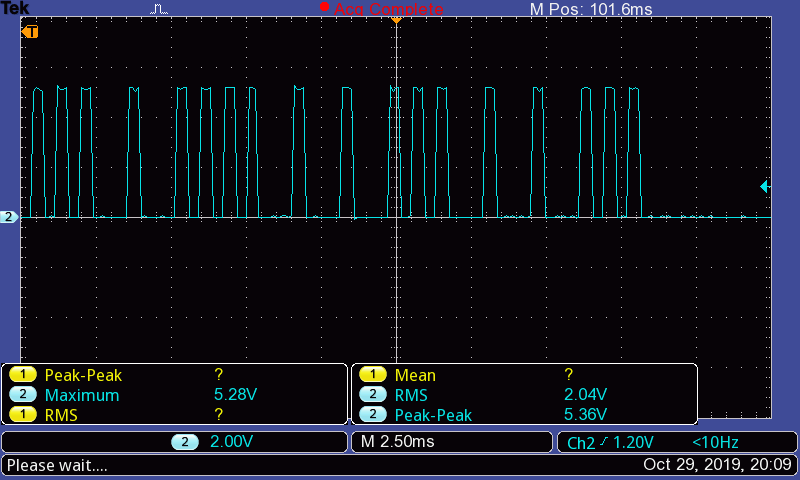 Tek
Acq Complete
M Pos: 101.6ms
T
2
1 Peak-Peak ?
2 Maximum 5.28V
1 RMS ?
1 Mean ?
2 RMS 2.04V
2 Peak-Peak 5.36V
2 2.00V
M 2.50ms
Ch2 1.20V <10Hz
Please wait....
Oct 29, 2019, 20:09